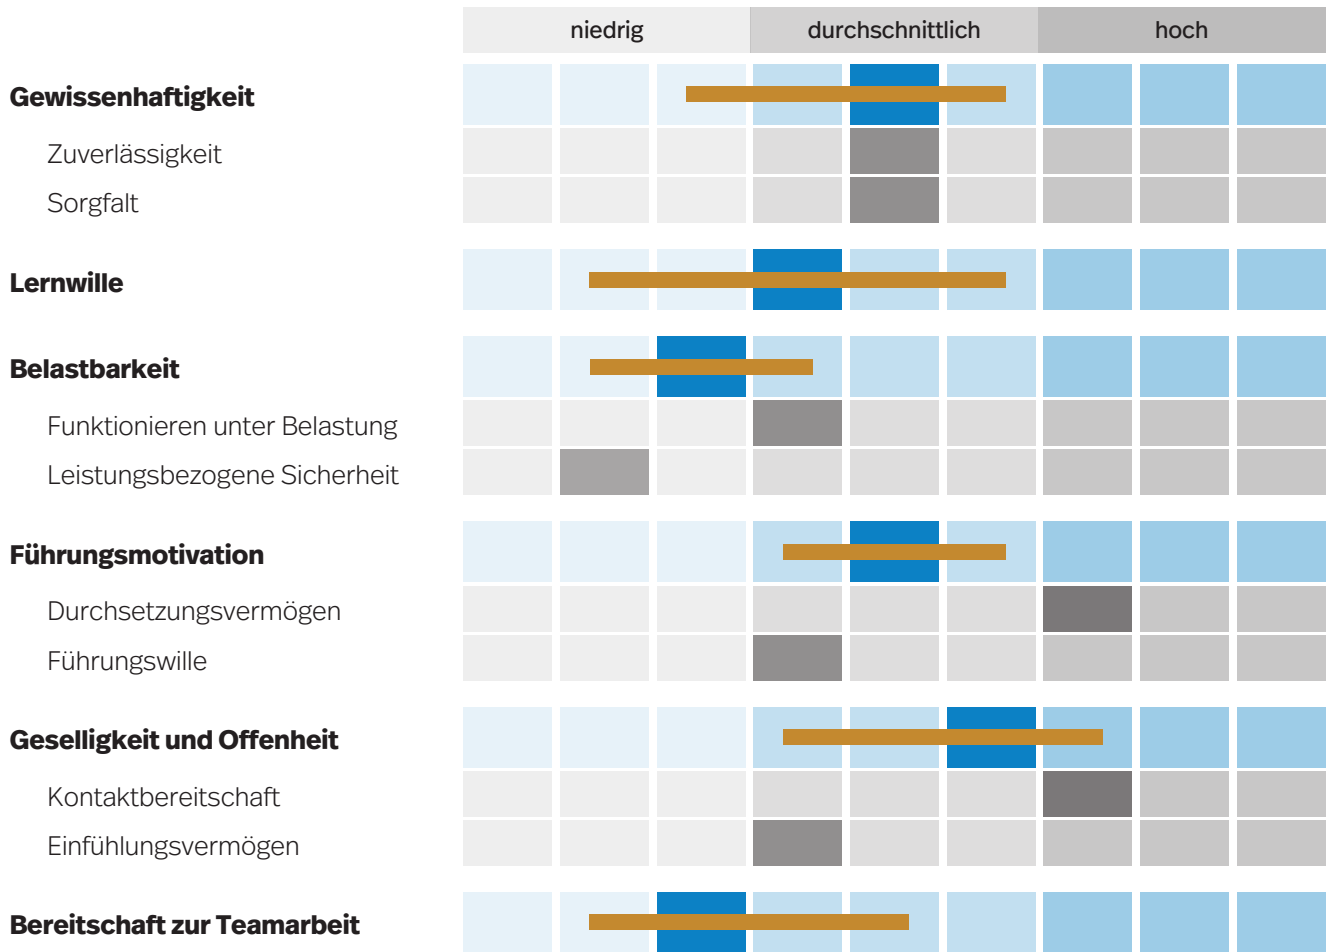 niedrig durchschnittlich hoch
Gewissenhaftigkeit
Zuverlässigkeit
Sorgfalt
Lernwille
Belastbarkeit
Funktionieren unter Belastung
Leistungsbezogene Sicherheit
Führungsmotivation
Durchsetzungsvermögen
Führungswille
Geselligkeit und Offenheit
Kontaktbereitschaft
Einfühlungsvermögen
Bereitschaft zur Teamarbeit